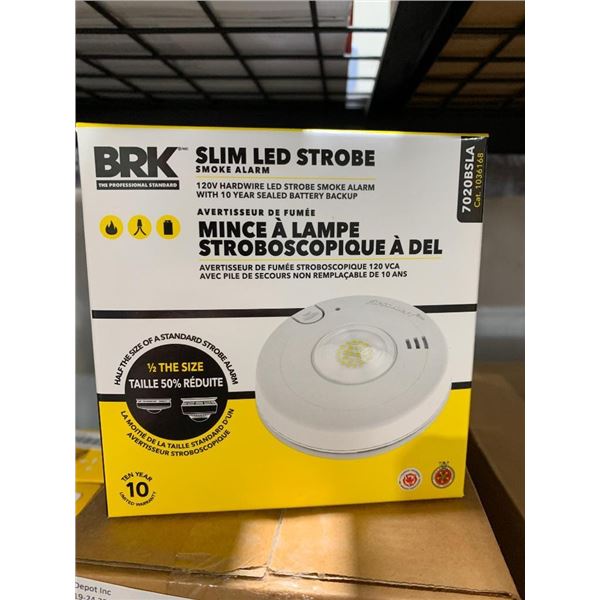 BRK
THE PROFESSIONAL STANDARD
SLIM LED STROBE
SMOKE ALARM
120V HARDWIRE LED STROBE SMOKE ALARM
WITH 10 YEAR SEALED BATTERY BACKUP
AVERTISSEUR DE FUMÉE
MINCE À LAMPE
STROBOSCOPIQUE À DEL
AVERTISSEUR DE FUMÉE STROBOSCOPIQUE 120 VCA
AVEC PILE DE SECOURS NON REMPLAÇABLE DE 10 ANS
7020BSLA
Cat. 1036168
HALF THE SIZE OF A STANDARD STROBE ALARM
½ THE SIZE
TAILLE 50% RÉDUITE
LA MOITIÉ DE LA TAILLE STANDARD D'UN
AVERTISSEUR STROBOSCOPIQUE
TEN YEAR
10
LIMITED WARRANTY
Depot Inc